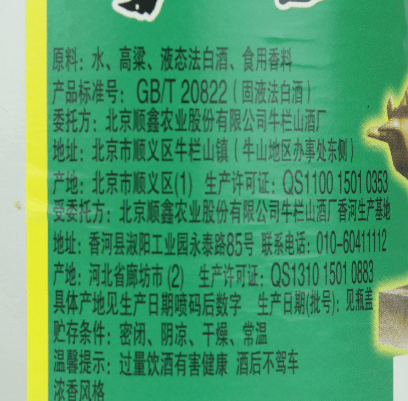 原料：水、高粱、液态法白酒、食用香料
产品标准号：GB/T 20822（固液法白酒）
委托方：北京顺鑫农业股份有限公司牛栏山酒厂
地址：北京市顺义区牛栏山镇（牛山地区办事处东侧）
产地：北京市顺义区(1) 生产许可证：QS1100 1501 0353
受委托方：北京顺鑫农业股份有限公司牛栏山酒厂香河生产基地
地址：香河县淑阳工业园永泰路85号 联系电话：010-60411112
产地：河北省廊坊市(2) 生产许可证：QS1310 1501 0883
具体产地见生产日期喷码后数字 生产日期(批号)：见瓶盖
贮存条件：密闭、阴凉、干燥、常温
温馨提示：过量饮酒有害健康 酒后不驾车
浓香风格